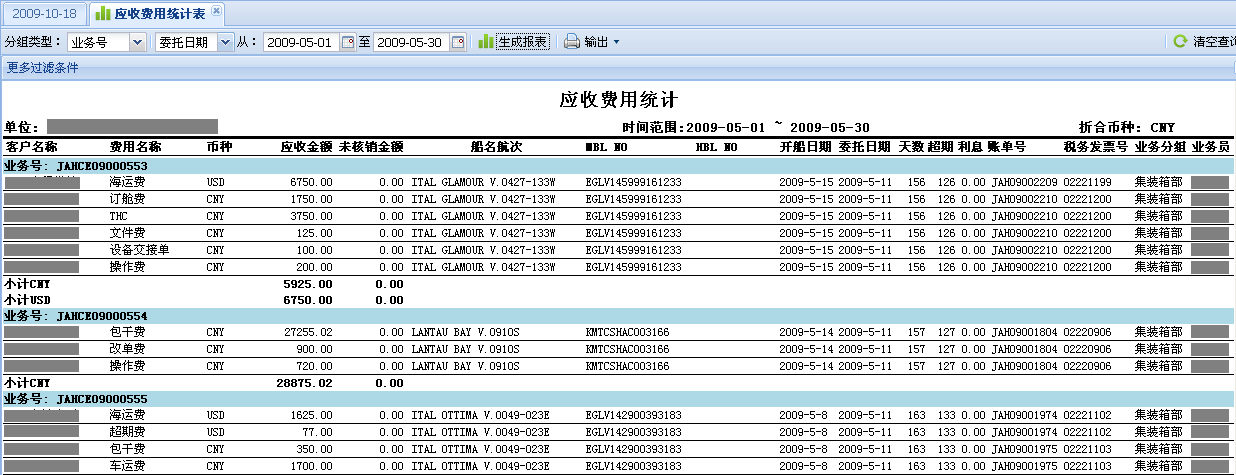 2009-10-18 应收费用统计表
分组类型： 业务号 委托日期 从： 2009-05-01 至 2009-05-30 生成报表 输出 清空查
更多过滤条件
应收费用统计
单位： 时间范围:2009-05-01 ~ 2009-05-30 折合币种: CNY
客户名称 费用名称 币种 应收金额 未核销金额 船名航次 MBL NO HBL NO 开船日期 委托日期 天数 超期 利息 账单号 税务发票号 业务分组 业务员
业务号: JAHCE09000553
海运费 USD 6750.00 0.00 ITAL GLAMOUR V.0427-133W EGLV145999161233 2009-5-15 2009-5-11 156 126 0.00 JAH09002209 02221199 集装箱部
订舱费 CNY 1750.00 0.00 ITAL GLAMOUR V.0427-133W EGLV145999161233 2009-5-15 2009-5-11 156 126 0.00 JAH09002210 02221200 集装箱部
THC CNY 3750.00 0.00 ITAL GLAMOUR V.0427-133W EGLV145999161233 2009-5-15 2009-5-11 156 126 0.00 JAH09002210 02221200 集装箱部
文件费 CNY 125.00 0.00 ITAL GLAMOUR V.0427-133W EGLV145999161233 2009-5-15 2009-5-11 156 126 0.00 JAH09002210 02221200 集装箱部
设备交接单 CNY 100.00 0.00 ITAL GLAMOUR V.0427-133W EGLV145999161233 2009-5-15 2009-5-11 156 126 0.00 JAH09002210 02221200 集装箱部
操作费 CNY 200.00 0.00 ITAL GLAMOUR V.0427-133W EGLV145999161233 2009-5-15 2009-5-11 156 126 0.00 JAH09002210 02221200 集装箱部
小计CNY 5925.00 0.00
小计USD 6750.00 0.00
业务号: JAHCE09000554
包干费 CNY 27255.02 0.00 LANTAU BAY V.0910S KMTCSHAC003166 2009-5-14 2009-5-11 157 127 0.00 JAH09001804 02220906 集装箱部
改单费 CNY 900.00 0.00 LANTAU BAY V.0910S KMTCSHAC003166 2009-5-14 2009-5-11 157 127 0.00 JAH09001804 02220906 集装箱部
操作费 CNY 720.00 0.00 LANTAU BAY V.0910S KMTCSHAC003166 2009-5-14 2009-5-11 157 127 0.00 JAH09001804 02220906 集装箱部
小计CNY 28875.02 0.00
业务号: JAHCE09000555
海运费 USD 1625.00 0.00 ITAL OTTIMA V.0049-023E EGLV142900393183 2009-5-8 2009-5-11 163 133 0.00 JAH09001974 02221102 集装箱部
超期费 USD 77.00 0.00 ITAL OTTIMA V.0049-023E EGLV142900393183 2009-5-8 2009-5-11 163 133 0.00 JAH09001974 02221102 集装箱部
包干费 CNY 350.00 0.00 ITAL OTTIMA V.0049-023E EGLV142900393183 2009-5-8 2009-5-11 163 133 0.00 JAH09001975 02221103 集装箱部
车运费 CNY 1700.00 0.00 ITAL OTTIMA V.0049-023E EGLV142900393183 2009-5-8 2009-5-11 163 133 0.00 JAH09001975 02221103 集装箱部